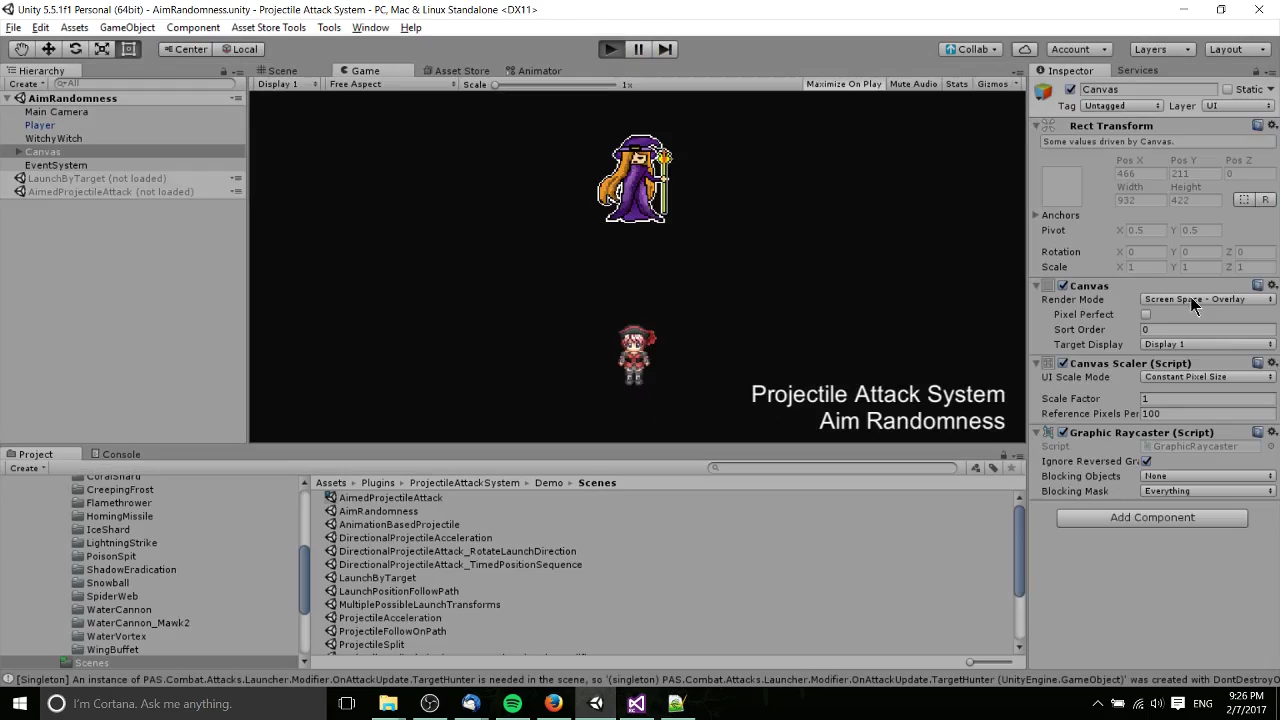 Unity 5.5.1f1 Personal (64bit) - AimRandomness.unity - Projectile Attack System - PC, Mac & Linux Standalone <DX11>
File Edit Assets GameObject Component Asset Store Tools Tools Window Help
Center Local Collab Account Layers Layout
Hierarchy Scene Game Asset Store Animator Inspector Services
Create All Display 1 Free Aspect Scale 1x Maximize On Play Mute Audio Stats Gizmos
Canvas Static
Tag Untagged Layer UI
AimRandomness
Main Camera
Player
WitchyWitch
Canvas
EventSystem
LaunchByTarget (not loaded)
AimedProjectileAttack (not loaded)
Projectile Attack System
Aim Randomness
Rect Transform
Some values driven by Canvas.
Pos X Pos Y Pos Z
466 211 0
Width Height
932 422
R
Anchors
Pivot X 0.5 Y 0.5
Rotation X 0 Y 0 Z 0
Scale X 1 Y 1 Z 1
Canvas
Render Mode Screen Space - Overlay
Pixel Perfect
Sort Order 0
Target Display Display 1
Canvas Scaler (Script)
UI Scale Mode Constant Pixel Size
Scale Factor 1
Reference Pixels Per 100
Graphic Raycaster (Script)
Script GraphicRaycaster
Ignore Reversed Gra
Blocking Objects None
Blocking Mask Everything
Add Component
Project Console
Create
CoralShard
CreepingFrost
Flamethrower
HomingMissile
IceShard
LightningStrike
PoisonSpit
ShadowEradication
Snowball
SpiderWeb
WaterCannon
WaterCannon_Mawk2
WaterVortex
WingBuffet
Scenes
Assets Plugins ProjectileAttackSystem Demo Scenes
AimedProjectileAttack
AimRandomness
AnimationBasedProjectile
DirectionalProjectileAcceleration
DirectionalProjectileAttack_RotateLaunchDirection
DirectionalProjectileAttack_TimedPositionSequence
LaunchByTarget
LaunchPositionFollowPath
MultiplePossibleLaunchTransforms
ProjectileAcceleration
ProjectileFollowOnPath
ProjectileSplit
[Singleton] An instance of PAS.Combat.Attacks.Launcher.Modifier.OnAttackUpdate.TargetHunter is needed in the scene, so '(singleton) PAS.Combat.Attacks.Launcher.Modifier.OnAttackUpdate.TargetHunter (UnityEngine.GameObject)' was created with DontDestroyO
I'm Cortana. Ask me anything.
ENG
9:26 PM
2/7/2017